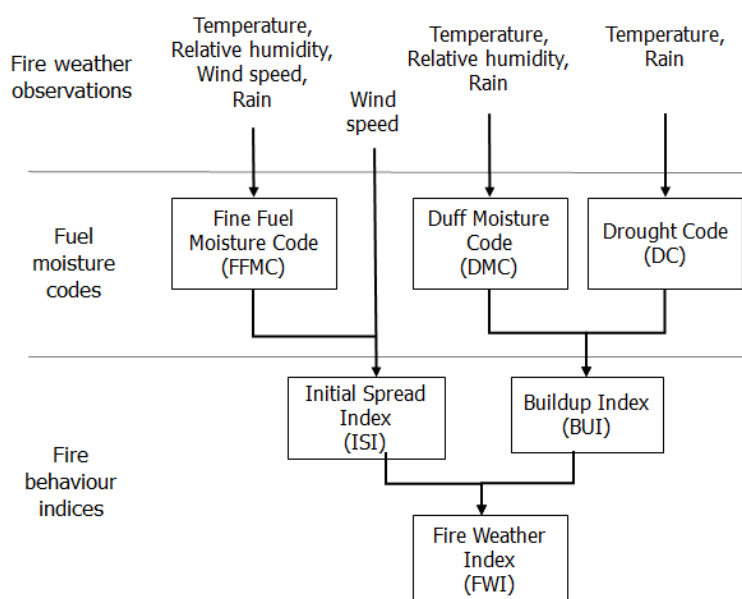 Fire weather
observations
Temperature,
Relative humidity,
Wind speed,
Rain
Wind
speed
Temperature,
Relative humidity,
Rain
Temperature,
Rain
Fuel
moisture
codes
Fine Fuel
Moisture Code
(FFMC)
Duff Moisture
Code
(DMC)
Drought Code
(DC)
Fire
behaviour
indices
Initial Spread
Index
(ISI)
Buildup Index
(BUI)
Fire Weather
Index
(FWI)